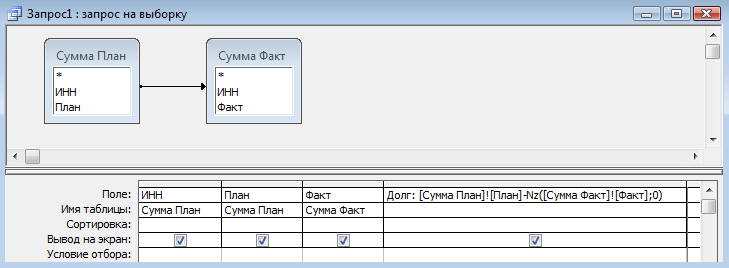 Запрос1 : запрос на выборку
Сумма План
Сумма Факт
*
ИНН
План
*
ИНН
Факт
Поле: ИНН План Факт Долг: [Сумма План]![План]-Nz([Сумма Факт]![Факт];0)
Имя таблицы: Сумма План Сумма План Сумма Факт
Сортировка:
Вывод на экран:
Условие отбора: